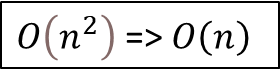 O(n²) => O(n)